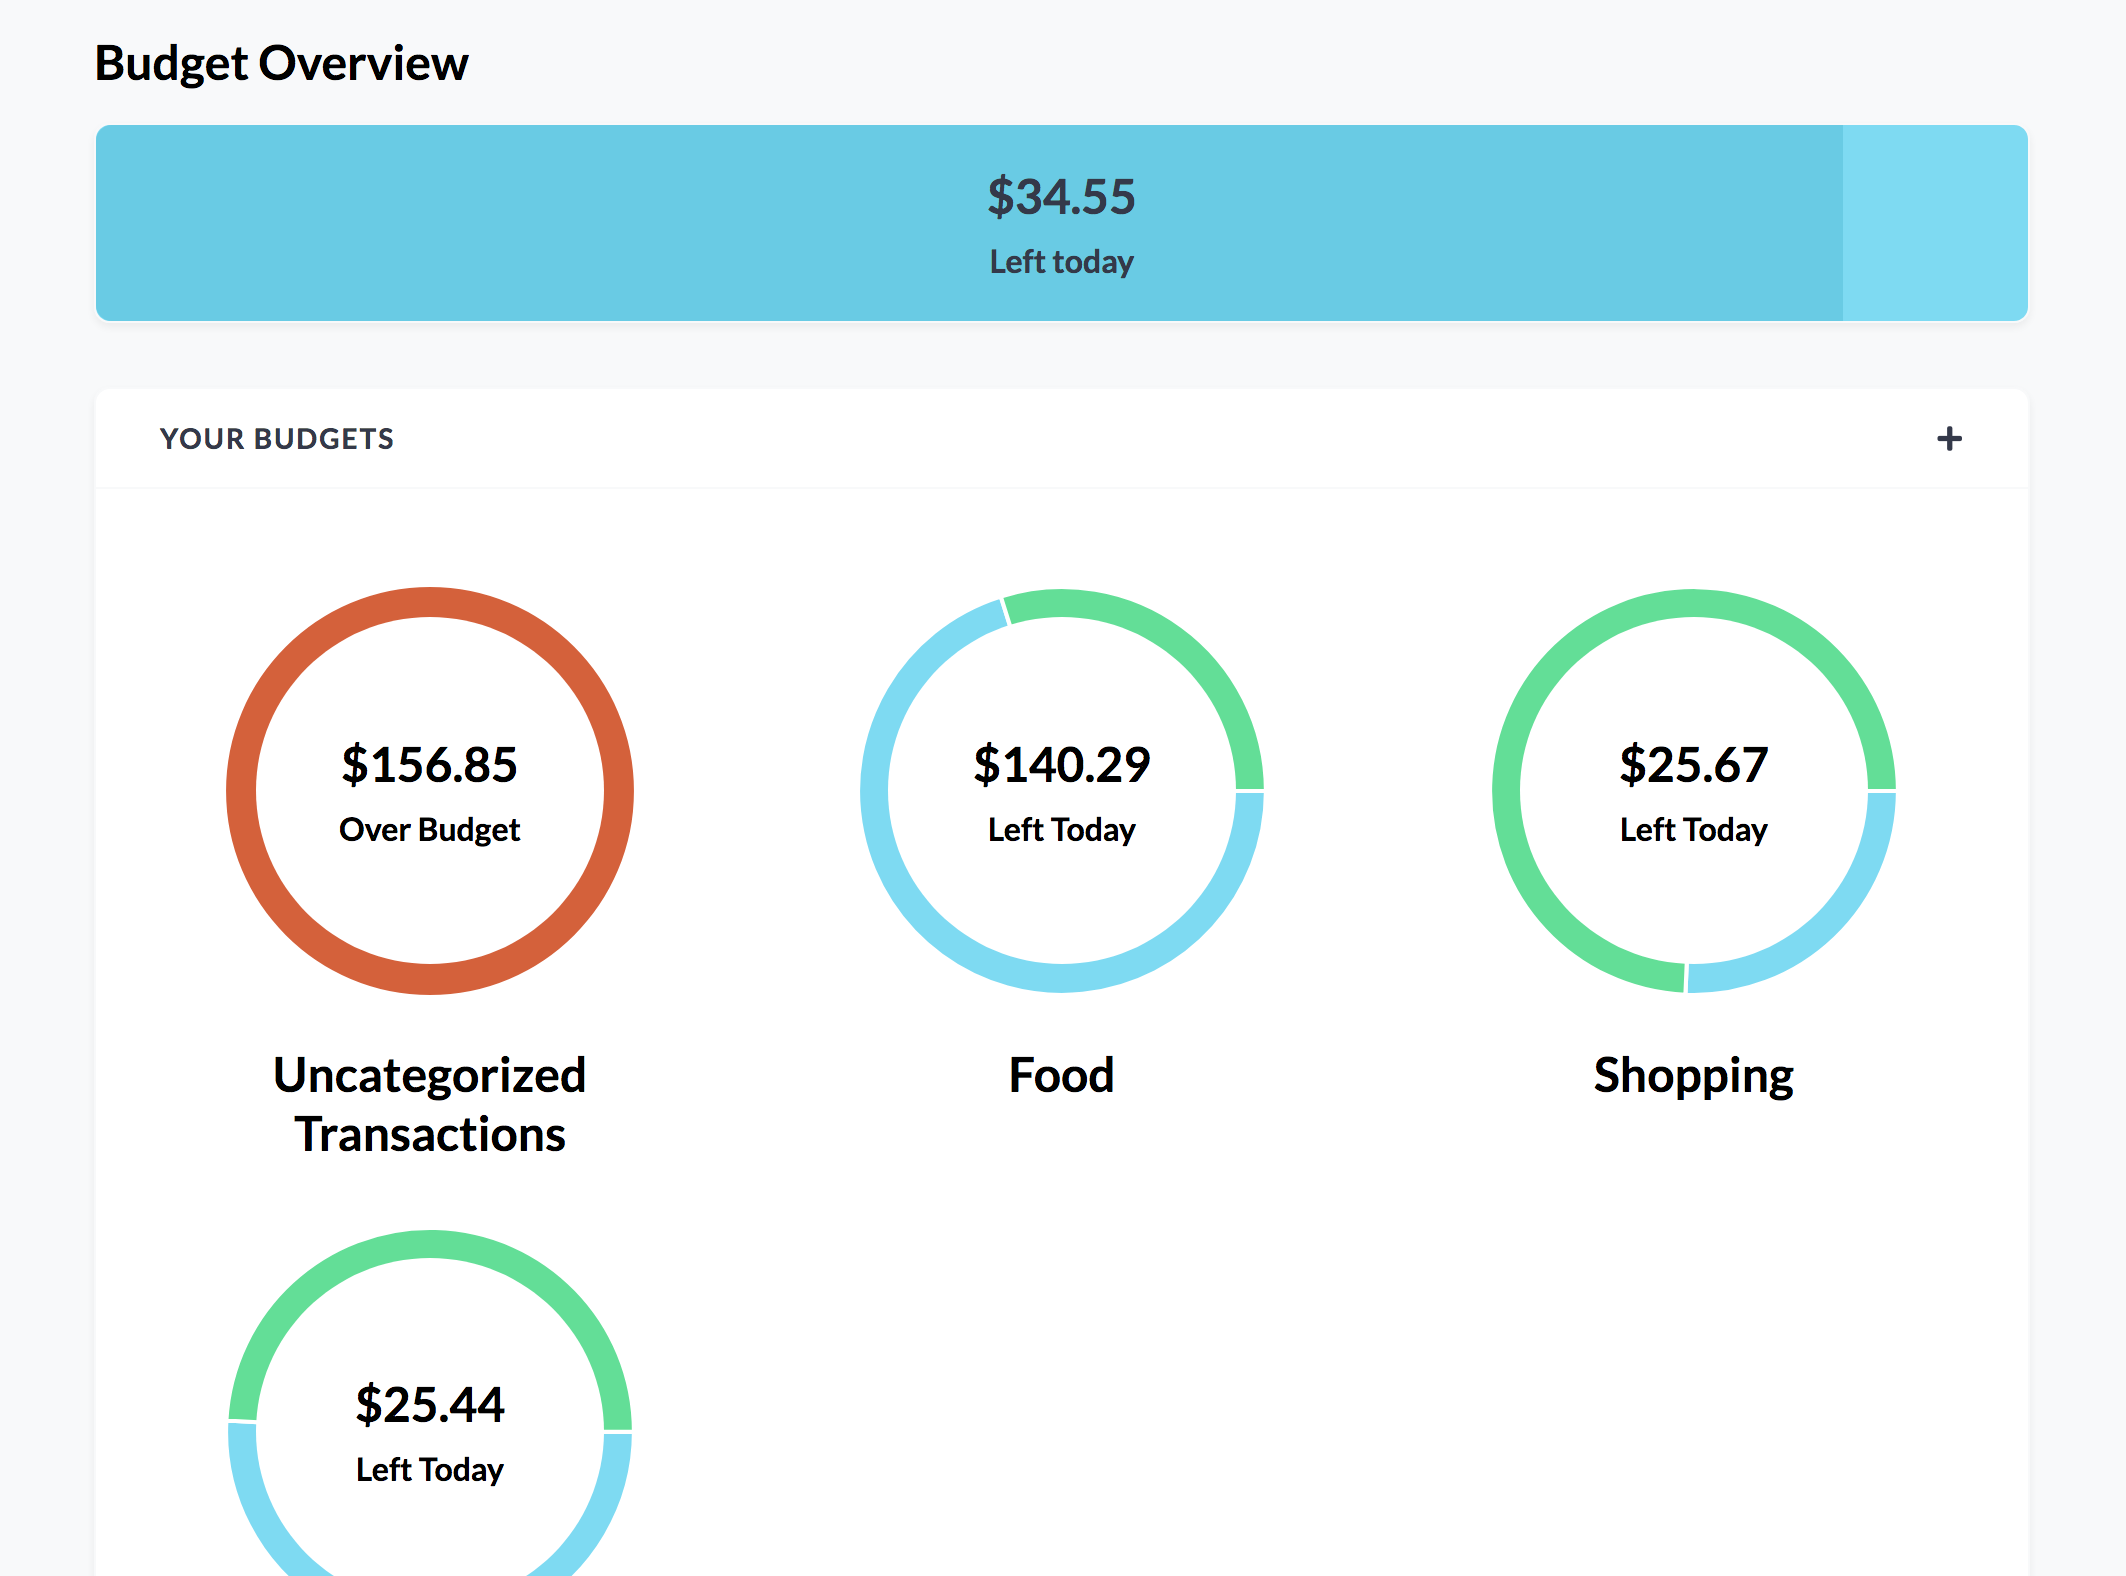 Budget Overview
$34.55
Left today
YOUR BUDGETS
+
$156.85
Over Budget
Uncategorized
Transactions
$140.29
Left Today
Food
$25.67
Left Today
Shopping
$25.44
Left Today